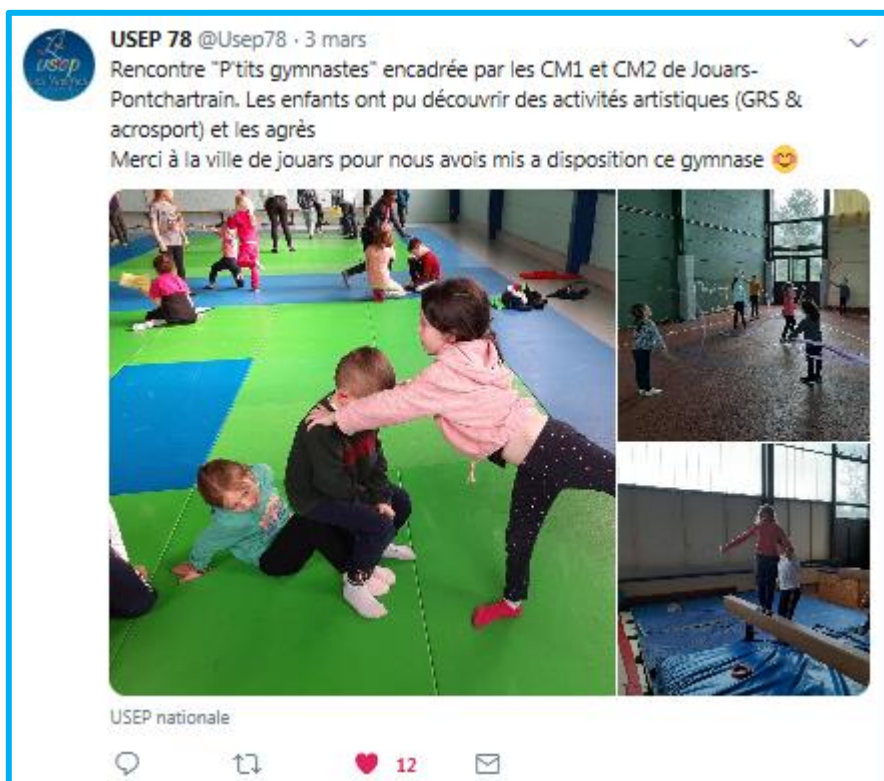 USEP 78 @Usep78 · 3 mars
Rencontre "P'tits gymnastes" encadrée par les CM1 et CM2 de Jouars-
Pontchartrain. Les enfants ont pu découvrir des activités artistiques (GRS &
acrosport) et les agrès
Merci à la ville de jouars pour nous avois mis a disposition ce gymnase 😊
USEP nationale
12
usep